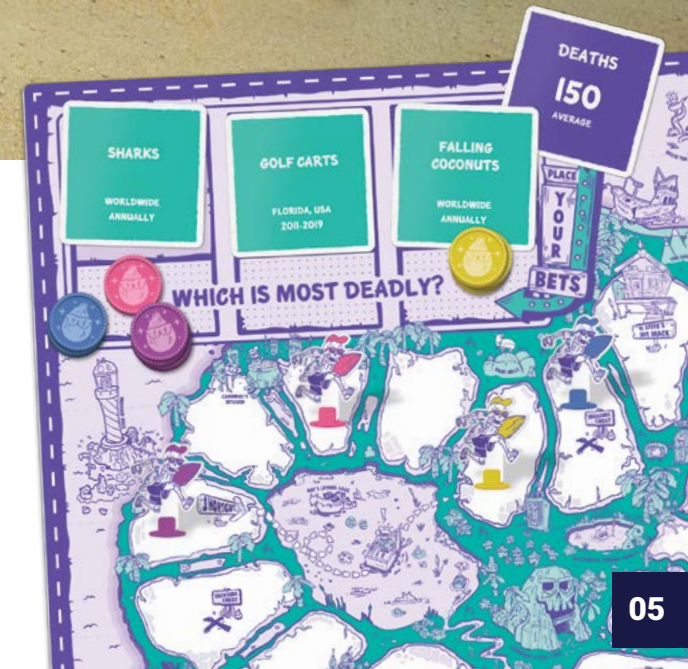 DEATHS
150
AVERAGE
SHARKS
WORLDWIDE
ANNUALLY
GOLF CARTS
FLORIDA, USA
2011-2019
FALLING
COCONUTS
WORLDWIDE
ANNUALLY
PLACE
YOUR
BETS
WHICH IS MOST DEADLY?
05